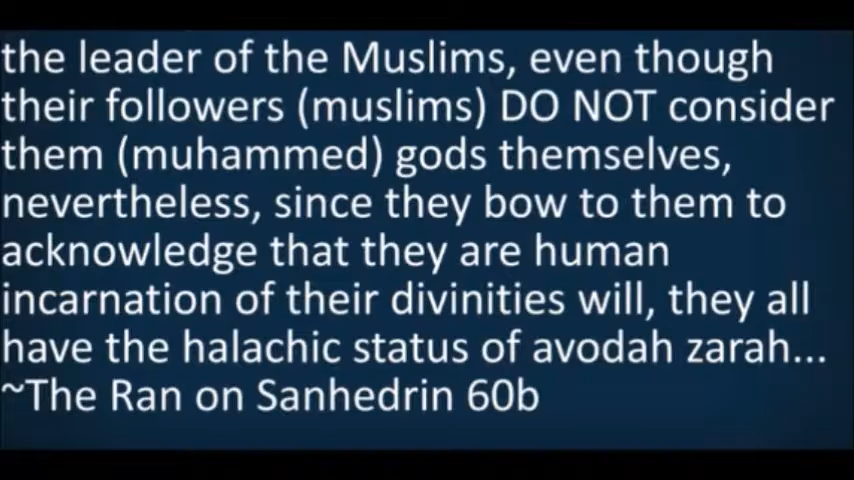 the leader of the Muslims, even though
their followers (muslims) DO NOT consider
them (muhammed) gods themselves,
nevertheless, since they bow to them to
acknowledge that they are human
incarnation of their divinities will, they all
have the halachic status of avodah zarah...
~The Ran on Sanhedrin 60b